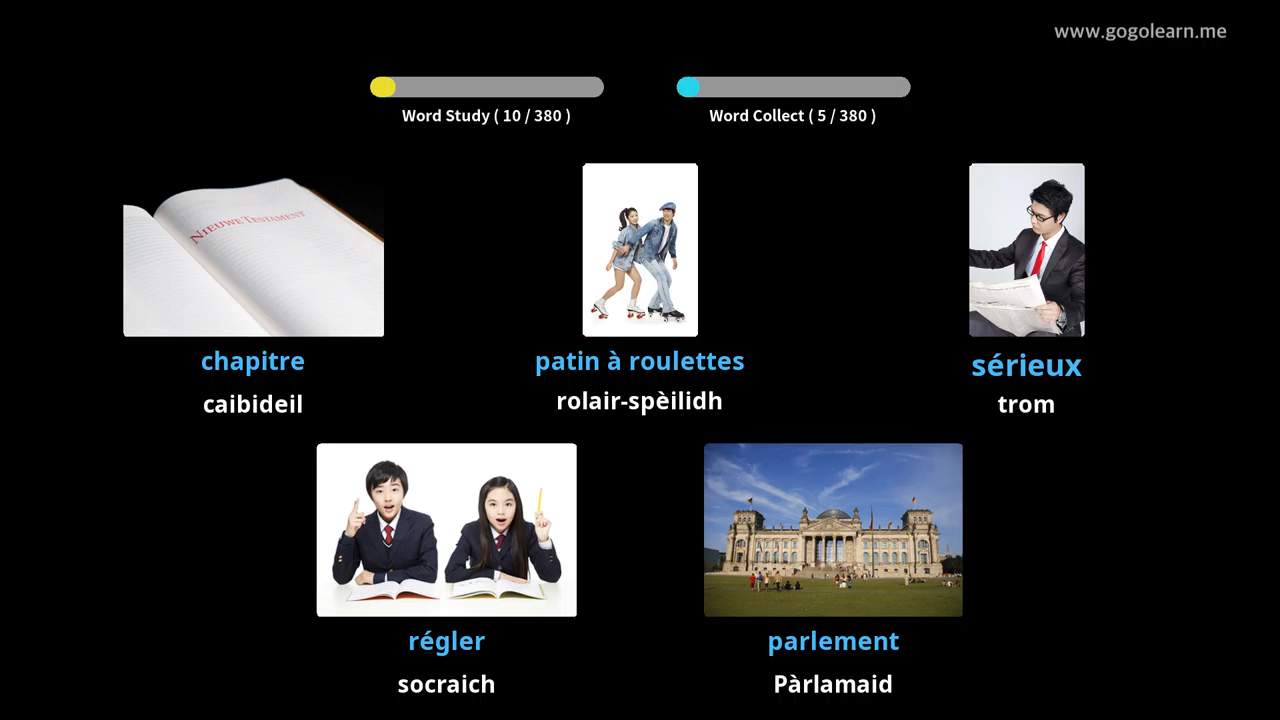 www.gogolearn.me
Word Study ( 10 / 380 )
Word Collect ( 5 / 380 )
NIEUWE TESTAMENT
chapitre
caibideil
patin à roulettes
rolair-spèilidh
sérieux
trom
régler
socraich
parlement
Pàrlamaid